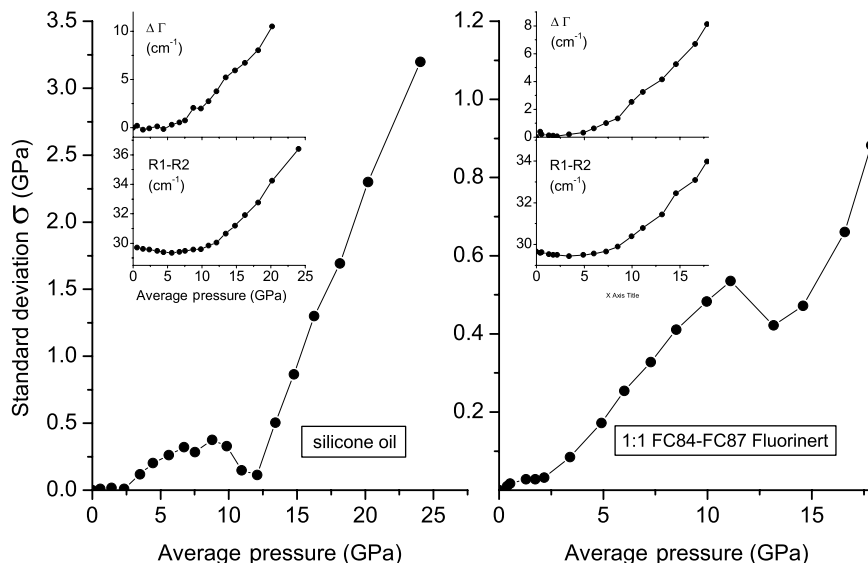 Standard deviation σ (GPa)
3.5
3.0
2.5
2.0
1.5
1.0
0.5
0.0
0 5 10 15 20 25
Average pressure (GPa)
silicone oil
Δ Γ
(cm-1)
10
5
0
R1-R2
(cm-1)
36
34
32
30
0 5 10 15 20 25
Average pressure (GPa)
1.2
1.0
0.8
0.6
0.4
0.2
0 5 10 15
Average pressure (GPa)
1:1 FC84-FC87 Fluorinert
Δ Γ
(cm-1)
8
6
4
2
0
R1-R2
(cm-1)
34
32
30
0 5 10 15
X Axis Title